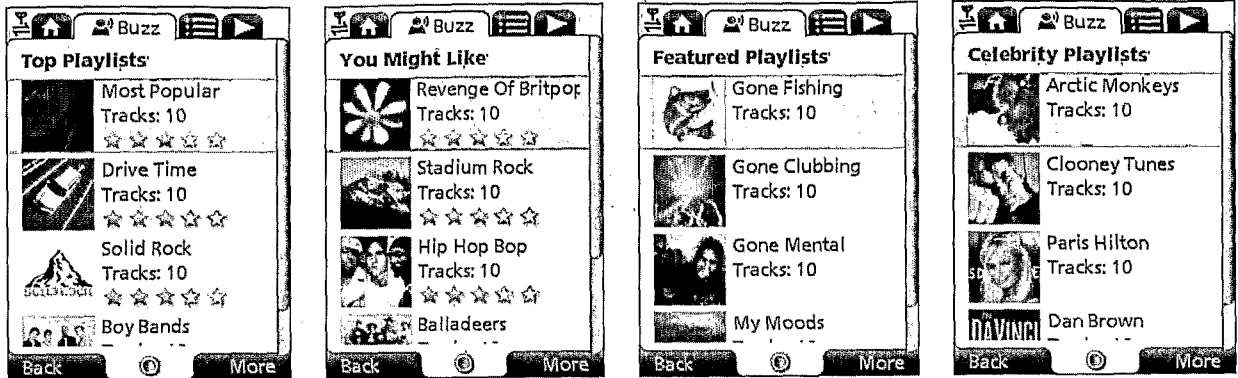 Buzz
Top Playlists
Most Popular
Tracks: 10
Drive Time
Tracks: 10
Solid Rock
Tracks: 10
Boy Bands
Back
More
Buzz
You Might Like
Revenge Of Britpop
Tracks: 10
Stadium Rock
Tracks: 10
Hip Hop Bop
Tracks: 10
Balladeers
Back
More
Buzz
Featured Playlists
Gone Fishing
Tracks: 10
Gone Clubbing
Tracks: 10
Gone Mental
Tracks: 10
My Moods
Back
More
Buzz
Celebrity Playlists
Arctic Monkeys
Tracks: 10
Clooney Tunes
Tracks: 10
Paris Hilton
Tracks: 10
Dan Brown
DAVINCI
Back
More